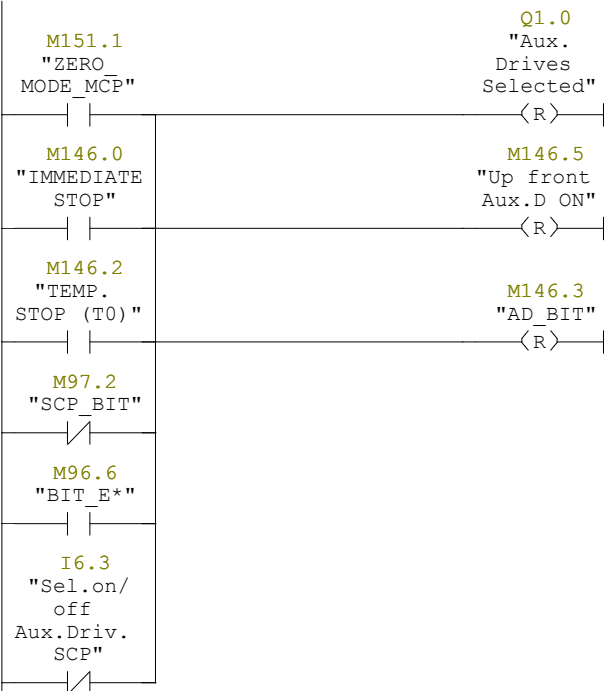 M151.1
"ZERO_
MODE_MCP"
Q1.0
"Aux.
Drives
Selected"
R
M146.0
"IMMEDIATE
STOP"
M146.5
"Up front
Aux.D ON"
R
M146.2
"TEMP.
STOP (T0)"
M146.3
"AD_BIT"
R
M97.2
"SCP_BIT"
M96.6
"BIT_E*"
I6.3
"Sel.on/
off
Aux.Driv.
SCP"